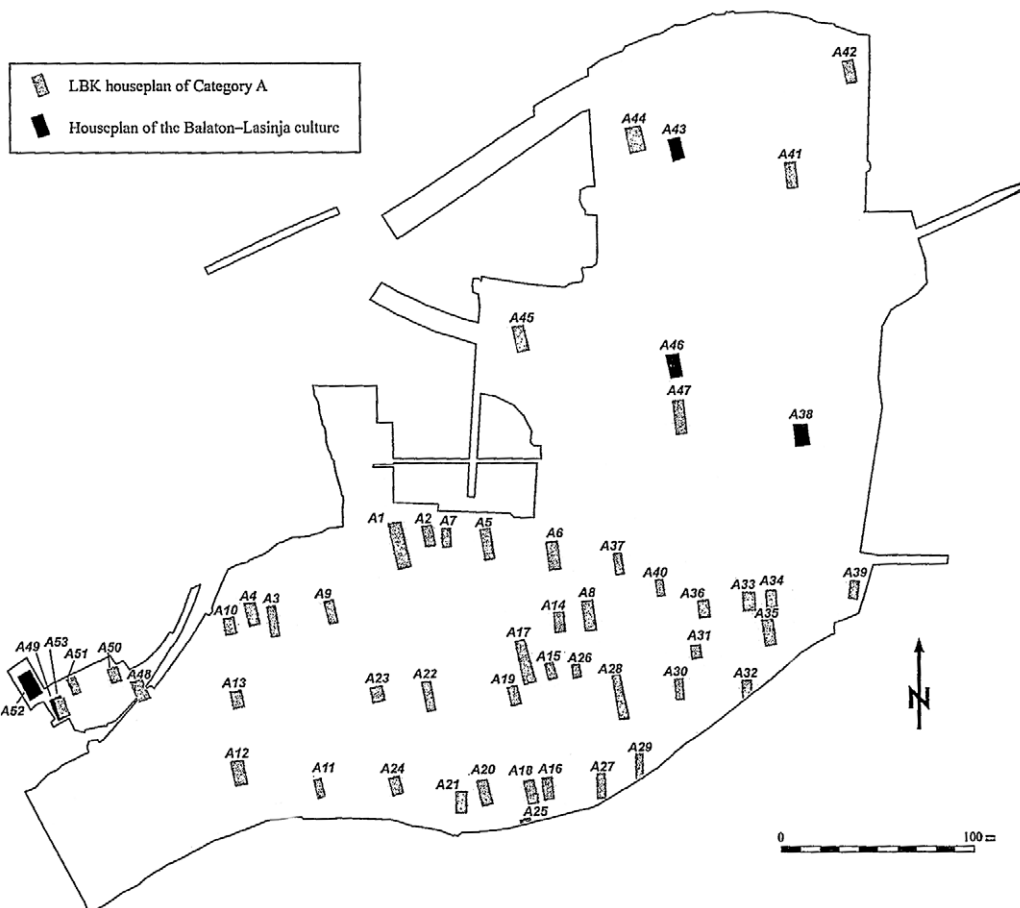 LBK houseplan of Category A
Houseplan of the Balaton–Lasinja culture
A42
A44
A43
A41
A45
A46
A47
A38
A1
A2
A7
A5
A6
A37
A40
A36
A33
A34
A39
A35
A10
A4
A3
A9
A14
A8
A31
A17
A15
A26
A28
A30
A32
A49
A53
A51
A50
A48
A52
A13
A23
A22
A19
A12
A11
A24
A21
A20
A18
A16
A25
A27
A29
N
0 100 m